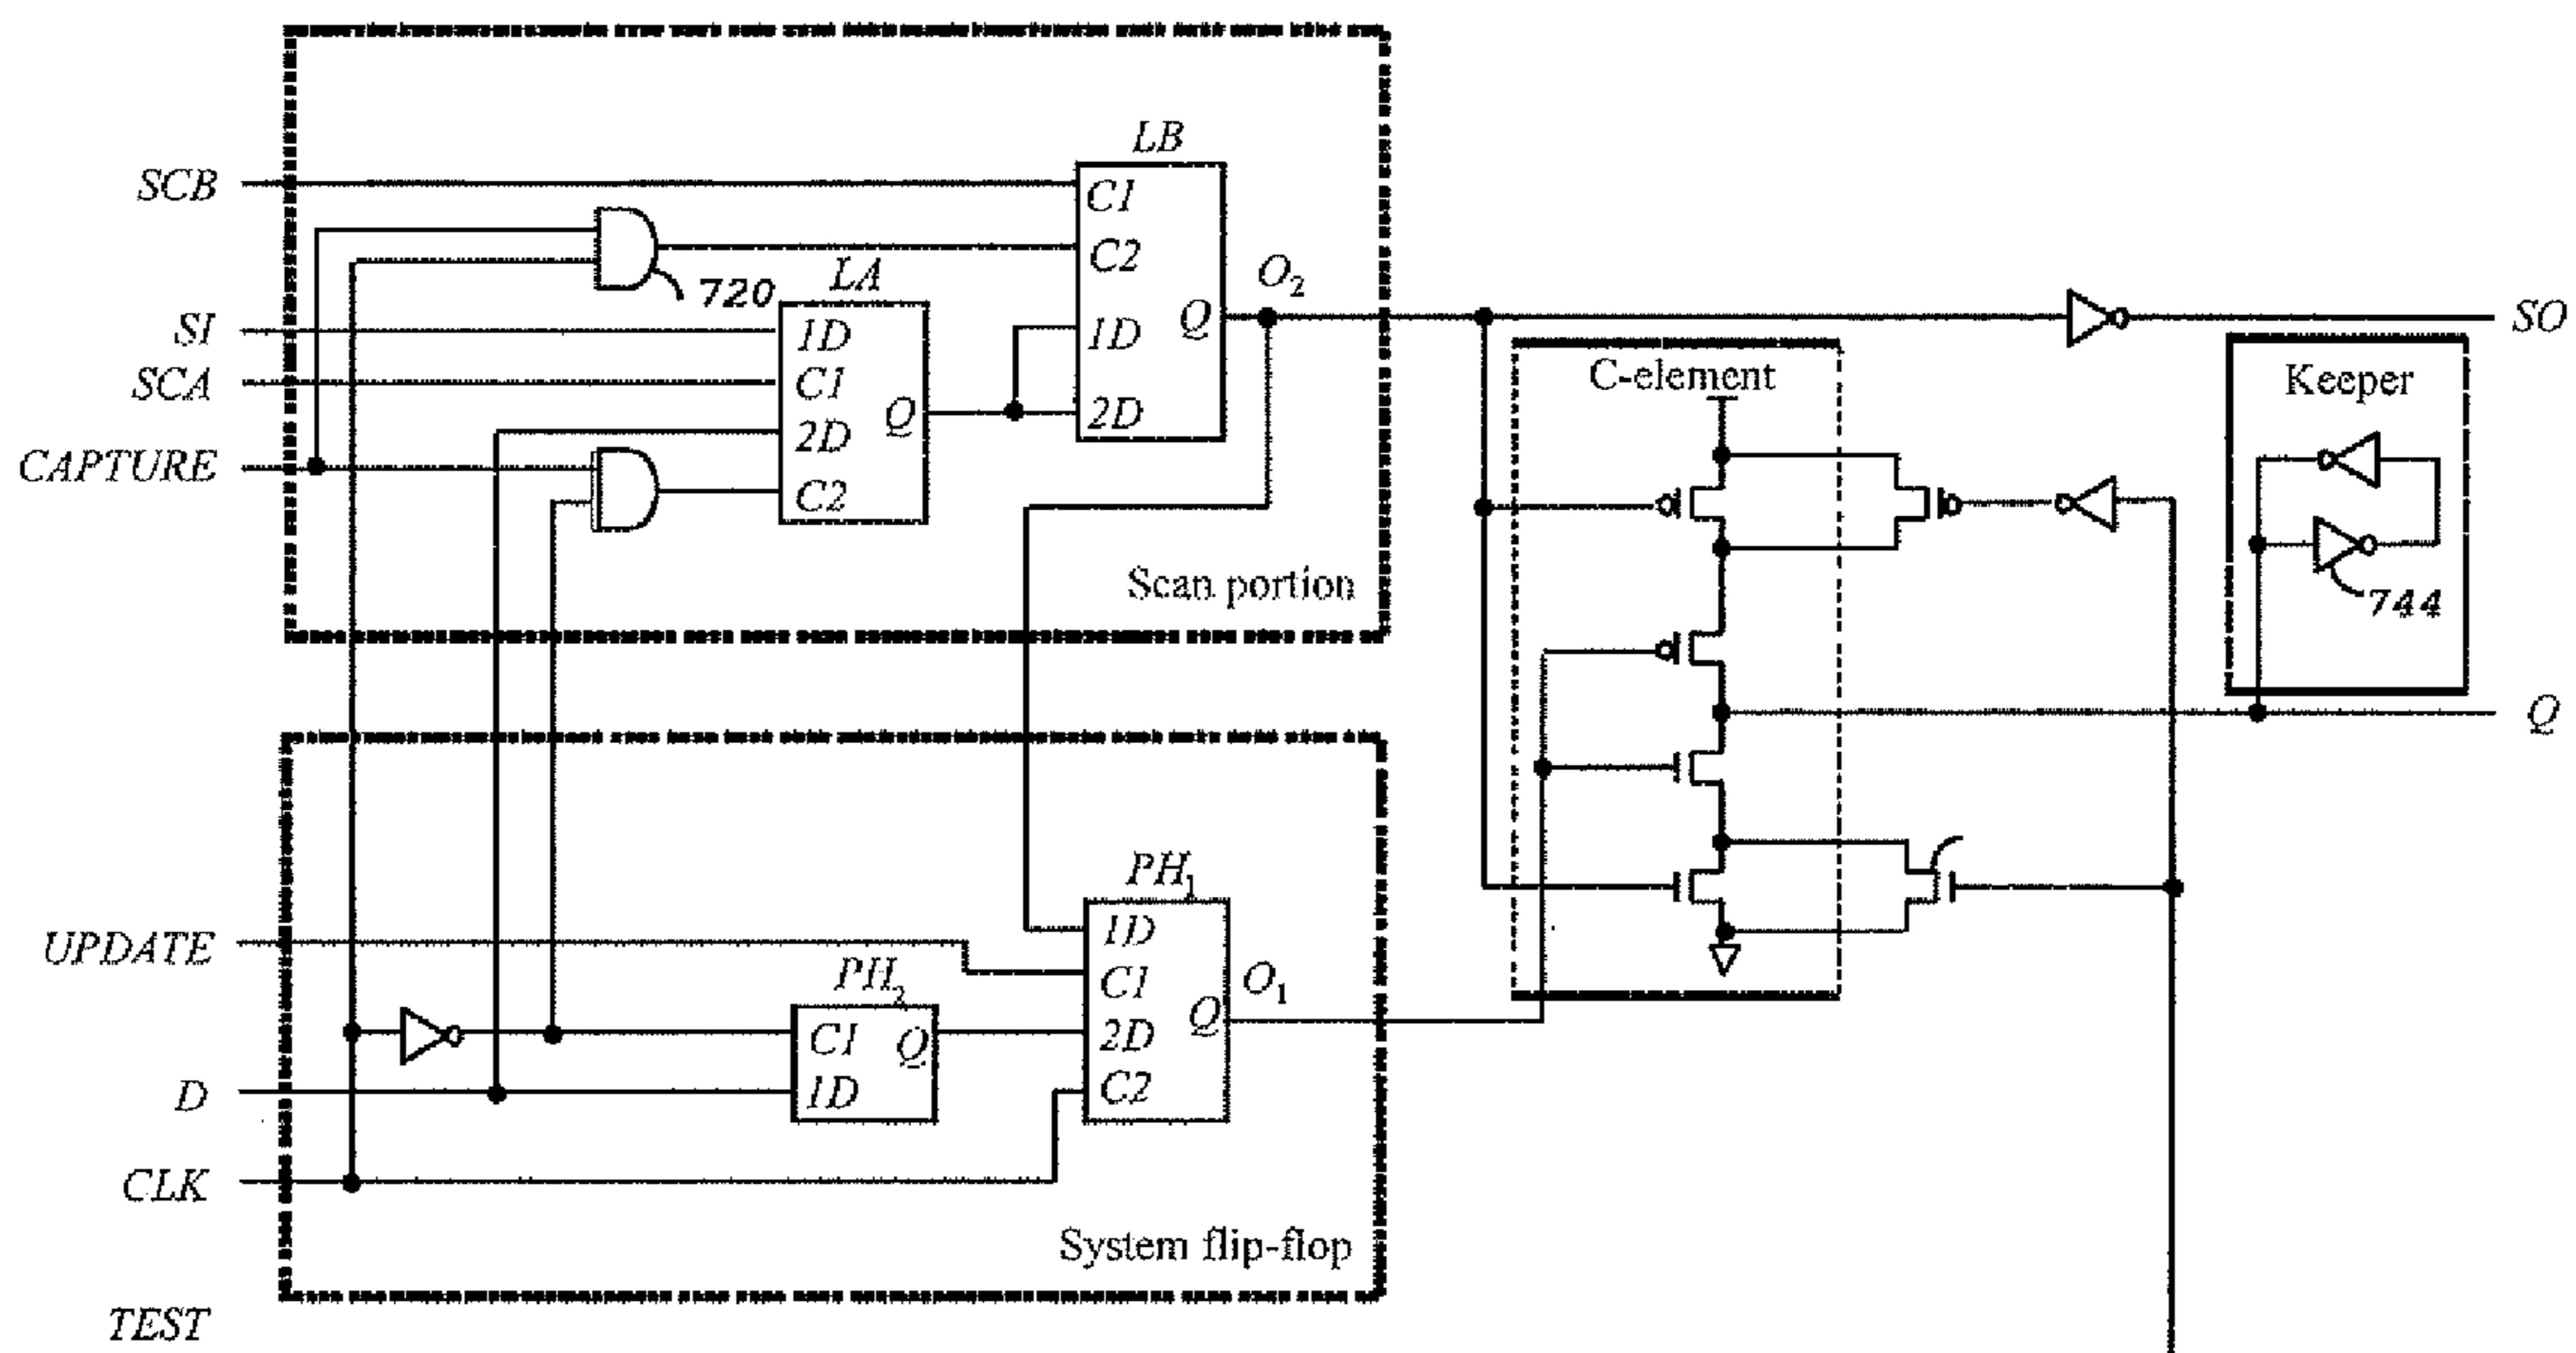 LB
SCB
C1
C2
720
LA
O2
SI
1D
1D
Q
SO
SCA
C1
C-element
Keeper
2D
Q
2D
CAPTURE
C2
Scan portion
744
Q
PH1
1D
UPDATE
C1
PH2
O1
C1
Q
2D
Q
D
1D
C2
CLK
System flip-flop
TEST